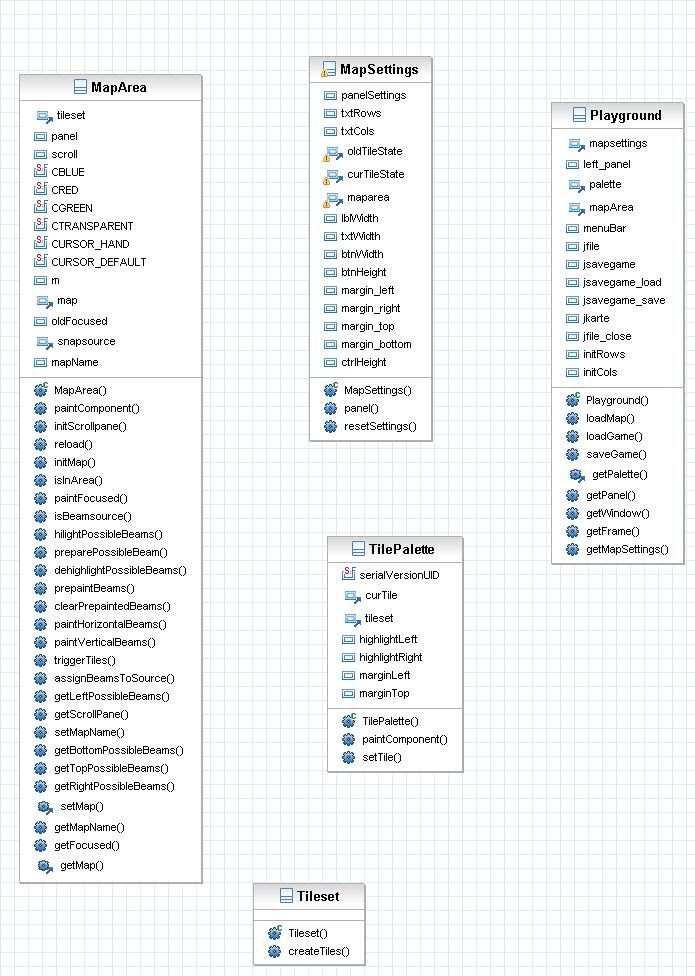 MapArea
tileset
panel
scroll
CBLUE
CRED
CGREEN
CTRANSPARENT
CURSOR_HAND
CURSOR_DEFAULT
m
map
oldFocused
snapsource
mapName
MapArea()
paintComponent()
initScrollpane()
reload()
initMap()
isInArea()
paintFocused()
isBeamsource()
hilightPossibleBeams()
preparePossibleBeam()
dehighlightPossibleBeams()
prepaintBeams()
clearPrepaintedBeams()
paintHorizontalBeams()
paintVerticalBeams()
triggerTiles()
assignBeamsToSource()
getLeftPossibleBeams()
getScrollPane()
setMapName()
getBottomPossibleBeams()
getTopPossibleBeams()
getRightPossibleBeams()
setMap()
getMapName()
getFocused()
getMap()
MapSettings
panelSettings
txtRows
txtCols
oldTileState
curTileState
maparea
lblWidth
txtWidth
btnWidth
btnHeight
margin_left
margin_right
margin_top
margin_bottom
ctrlHeight
MapSettings()
panel()
resetSettings()
Playground
mapsettings
left_panel
palette
mapArea
menuBar
jfile
jsavegame
jsavegame_load
jsavegame_save
jkarte
jfile_close
initRows
initCols
Playground()
loadMap()
loadGame()
saveGame()
getPalette()
getPanel()
getWindow()
getFrame()
getMapSettings()
TilePalette
serialVersionUID
curTile
tileset
highlightLeft
highlightRight
marginLeft
marginTop
TilePalette()
paintComponent()
setTile()
Tileset
Tileset()
createTiles()